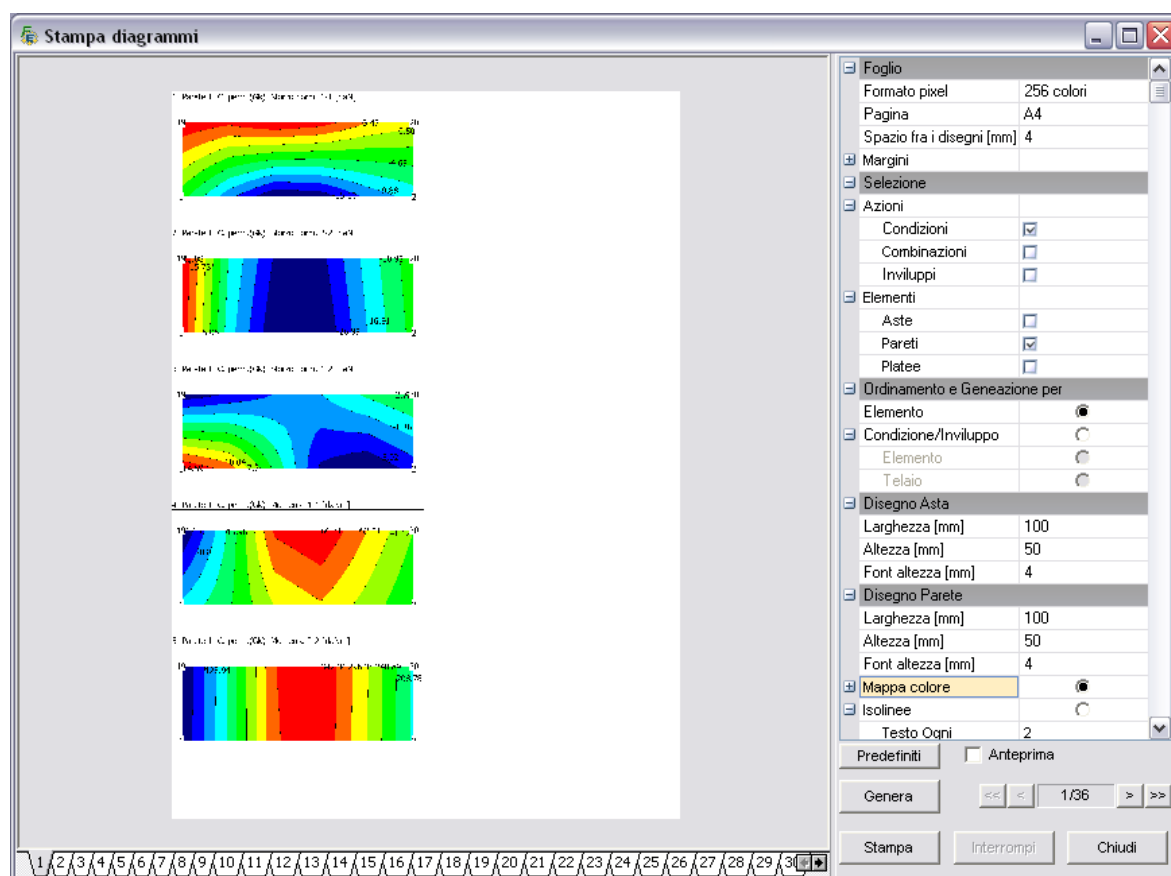 Stampa diagrammi
Foglio
Formato pixel 256 colori
Pagina A4
Spazio fra i disegni [mm] 4
Margini
Selezione
Azioni
Condizioni
Combinazioni
Inviluppi
Elementi
Aste
Pareti
Platee
Ordinamento e Geneazione per
Elemento
Condizione/Inviluppo
Elemento
Telaio
Disegno Asta
Larghezza [mm] 100
Altezza [mm] 50
Font altezza [mm] 4
Disegno Parete
Larghezza [mm] 100
Altezza [mm] 50
Font altezza [mm] 4
Mappa colore
Isolinee
Testo Ogni 2
Predefiniti Anteprima
Genera << < 1/36 > >>
Stampa Interrompi Chiudi
1 2 3 4 5 6 7 8 9 10 11 12 13 14 15 16 17 18 19 20 21 22 23 24 25 26 27 28 29